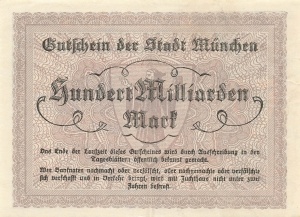 Gutschein der Stadt München
Hundert Milliarden
Mark
Das Ende der Laufzeit dieses Gutscheines wird durch Ausschreibung in den
Tagesblättern öffentlich bekannt gemacht.
Wer Banknoten nachmacht oder verfälscht, oder nachgemachte oder verfälschte
sich verschafft und in Verkehr bringt, wird mit Zuchthaus nicht unter zwei
Jahren bestraft.